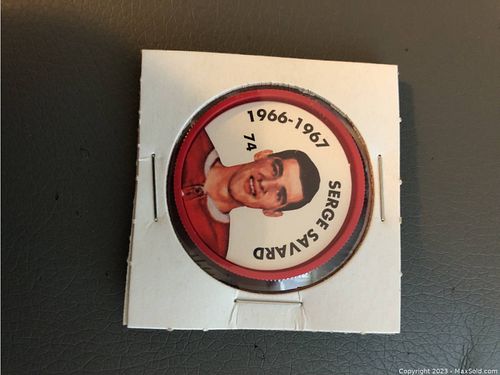 1966-1967
74
SERGE SAVARD
Copyright 2023 - MaxSold.com